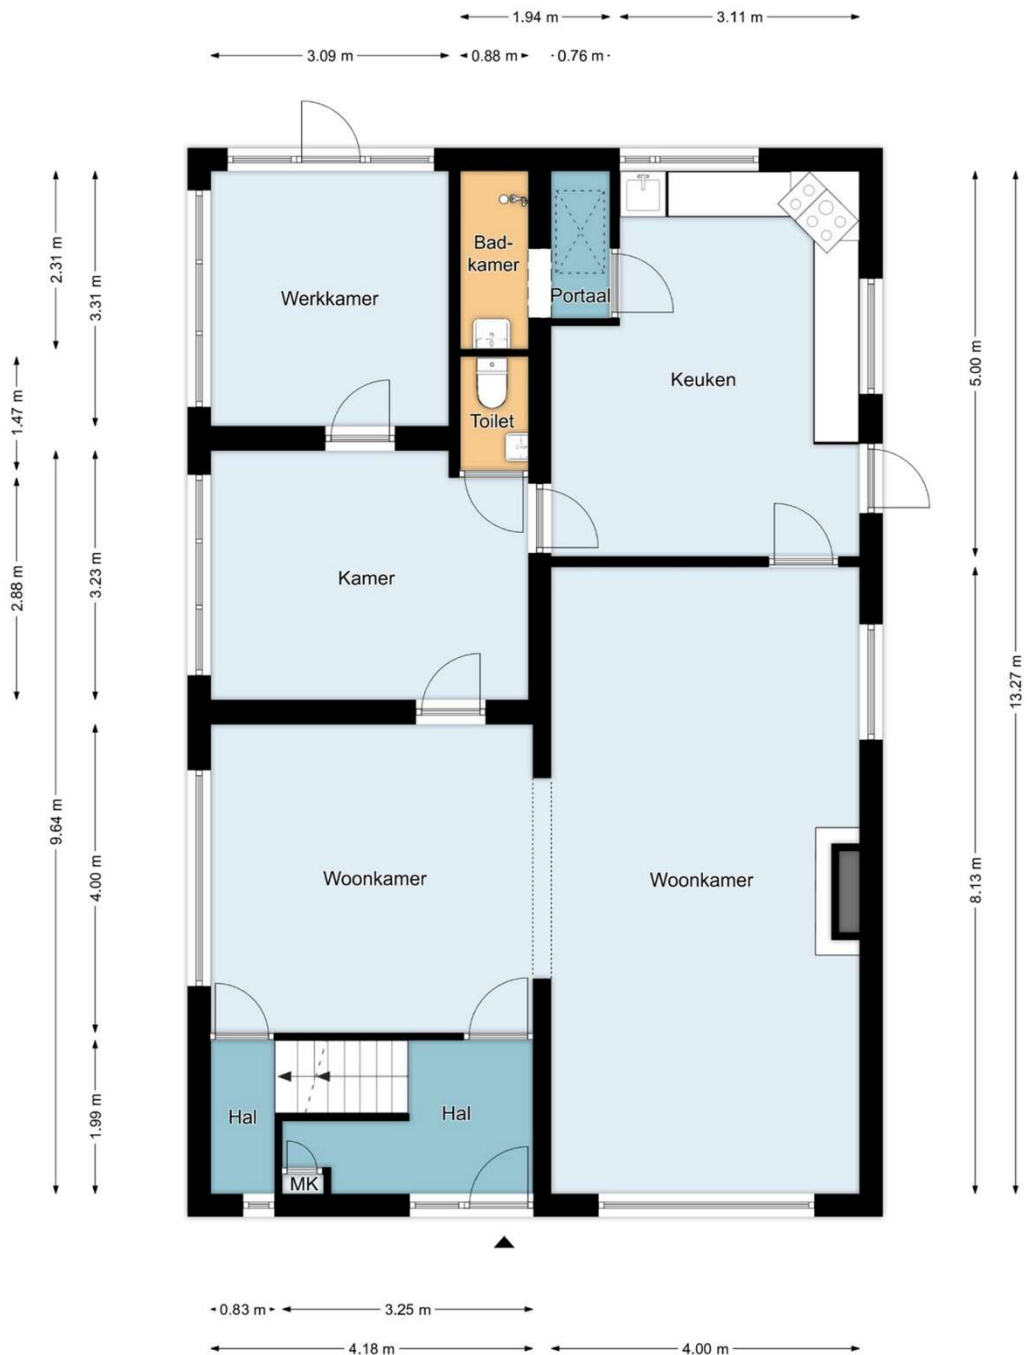 1.94 m
3.11 m
3.09 m
0.88 m
0.76 m
2.31 m
3.31 m
Werkkamer
Bad-
kamer
Portaal
Keuken
5.00 m
1.47 m
Toilet
13.27 m
2.88 m
3.23 m
Kamer
9.64 m
4.00 m
Woonkamer
Woonkamer
8.13 m
1.99 m
Hal
Hal
MK
0.83 m
3.25 m
4.18 m
4.00 m